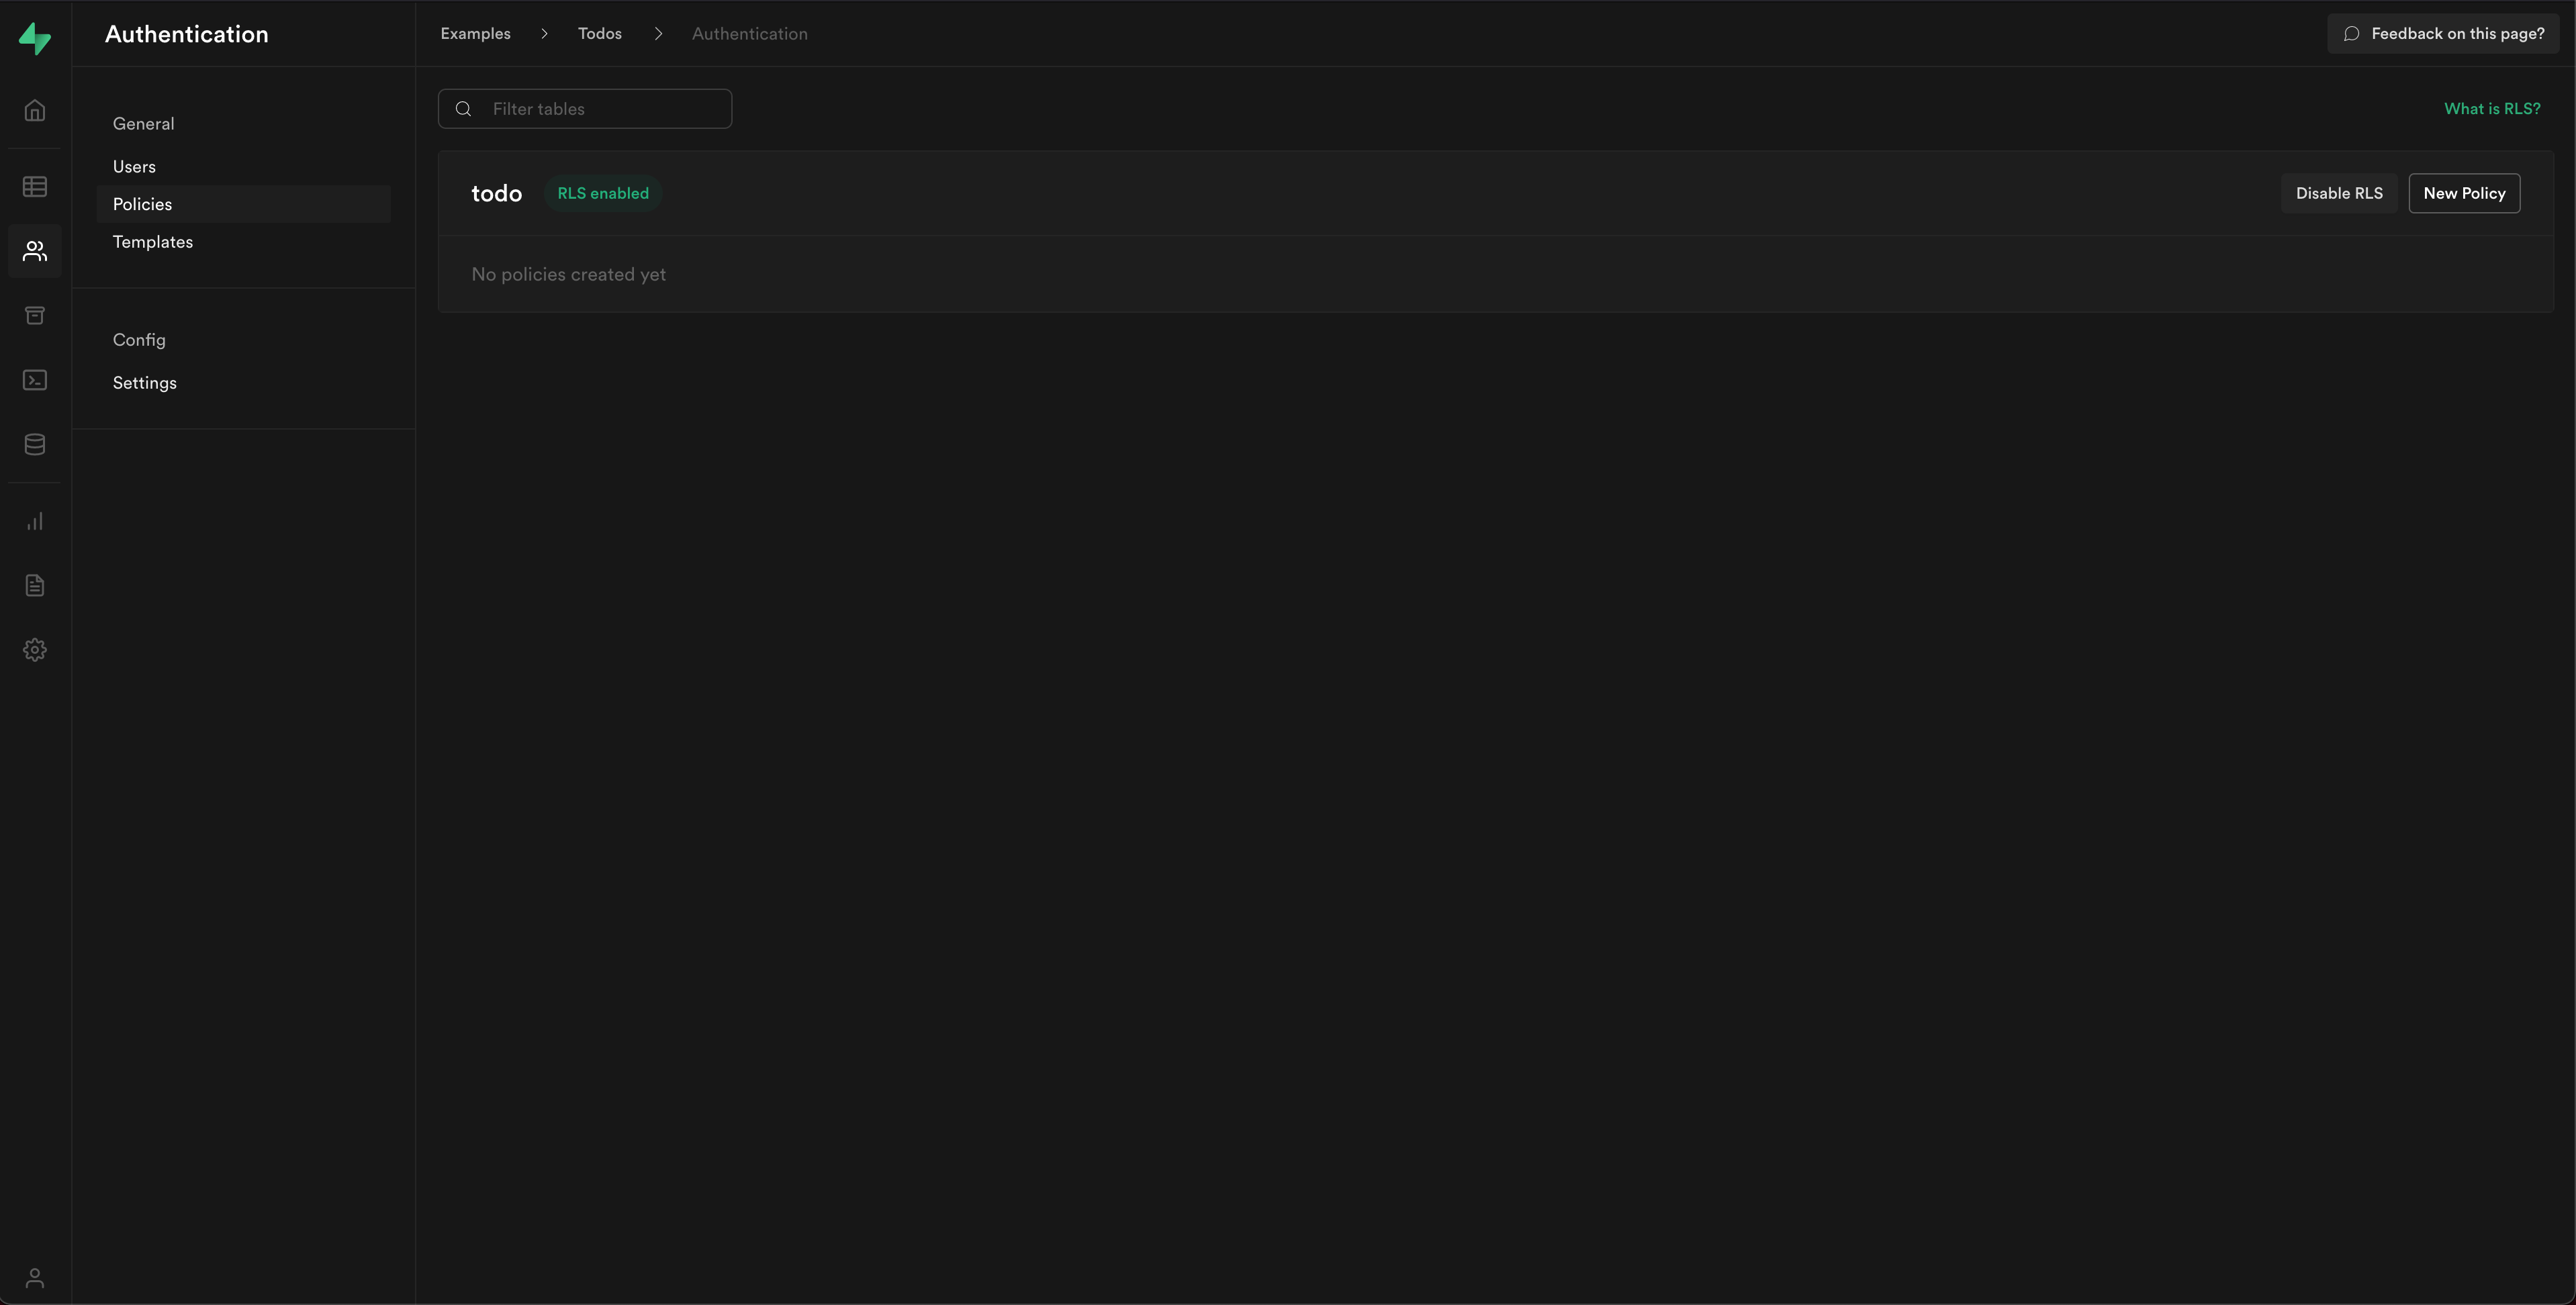 Authentication
Examples > Todos > Authentication
Feedback on this page?
General
Users
Policies
Templates
Config
Settings
Filter tables
What is RLS?
todo RLS enabled
Disable RLS
New Policy
No policies created yet